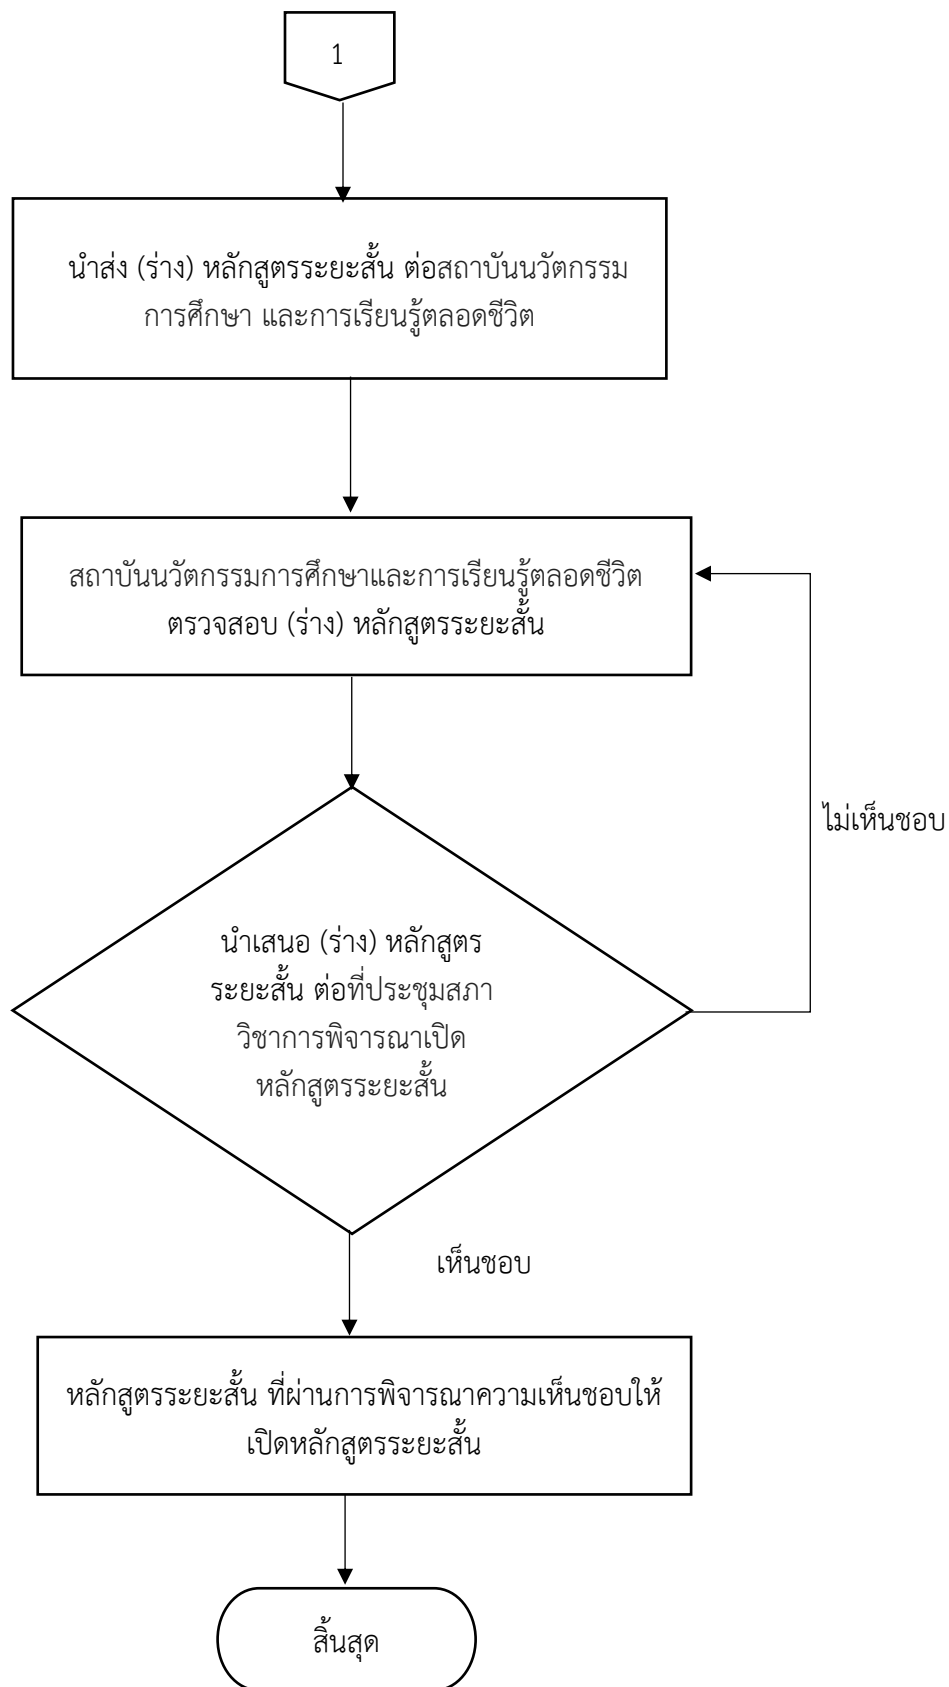 1
นำส่ง (ร่าง) หลักสูตรระยะสั้น ต่อสถาบันนวัตกรรม
การศึกษา และการเรียนรู้ตลอดชีวิต
สถาบันนวัตกรรมการศึกษาและการเรียนรู้ตลอดชีวิต
ตรวจสอบ (ร่าง) หลักสูตรระยะสั้น
ไม่เห็นชอบ
นำเสนอ (ร่าง) หลักสูตร
ระยะสั้น ต่อที่ประชุมสภา
วิชาการพิจารณาเปิด
หลักสูตรระยะสั้น
เห็นชอบ
หลักสูตรระยะสั้น ที่ผ่านการพิจารณาความเห็นชอบให้
เปิดหลักสูตรระยะสั้น
สิ้นสุด